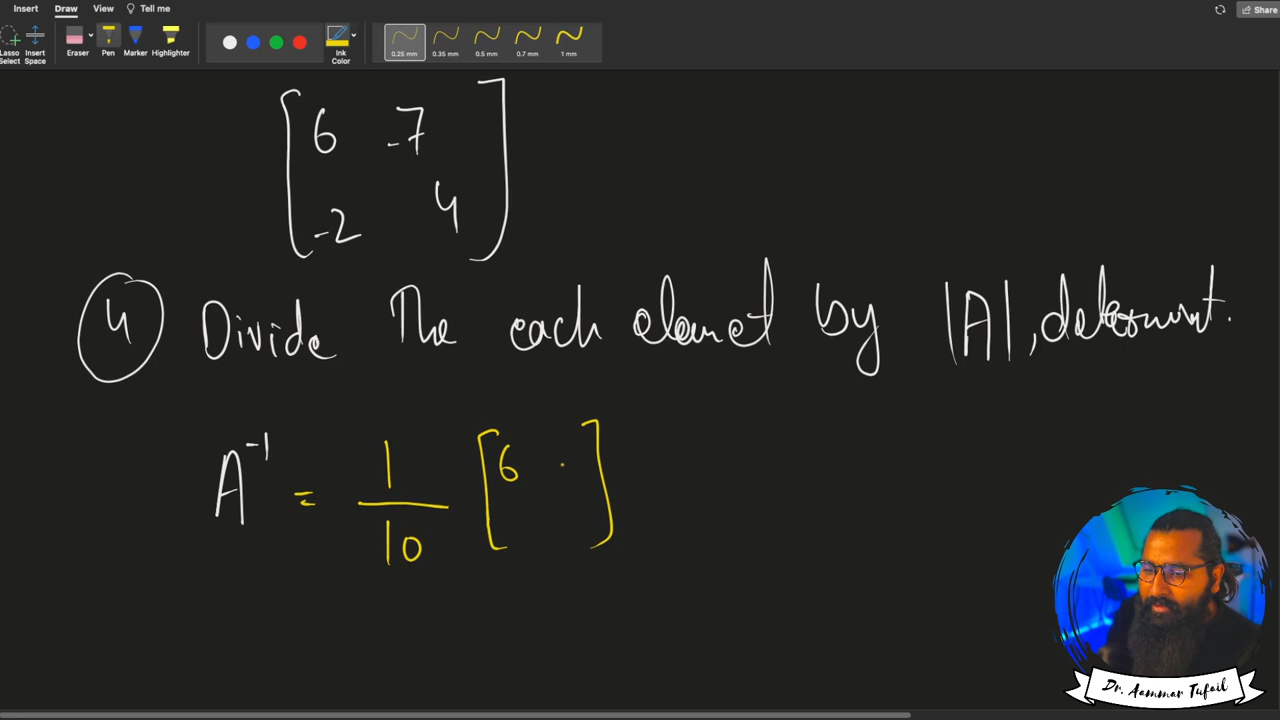 Insert Draw View Tell me
Share
Lasso Select
Insert Space
Eraser
Pen
Marker
Highlighter
Ink Color
0.25 mm
0.35 mm
0.5 mm
0.7 mm
1 mm
6 -7
-2 4
4 Divide The each elemet by |A|, determint.
A⁻¹ = 1/10 [6 ]
Dr. Aammar Tufail